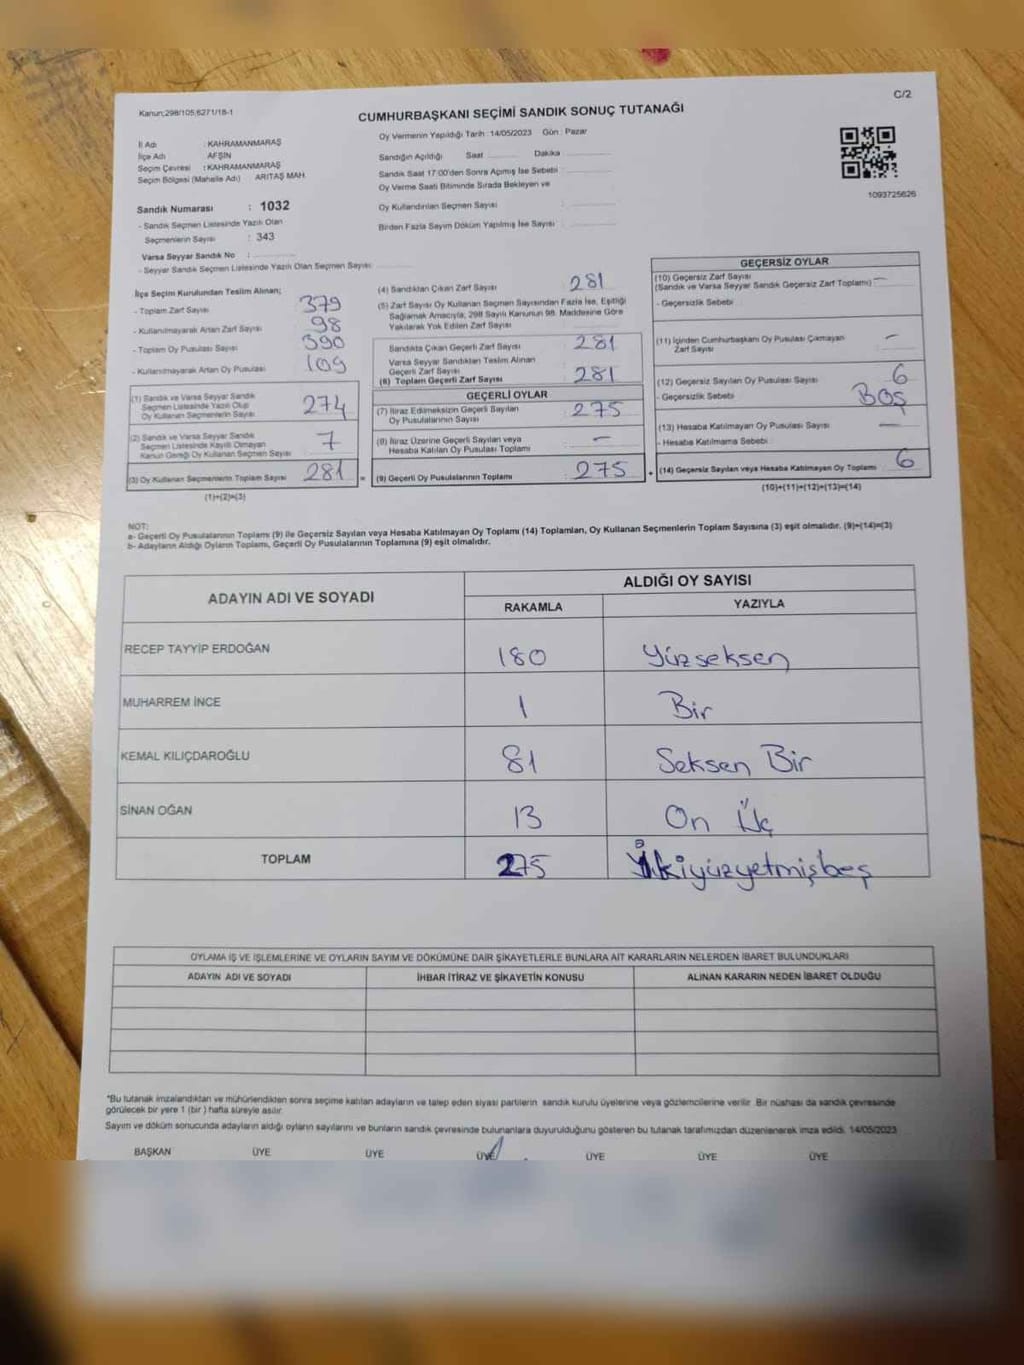 Kanun;298/105,6271/18-1
C/2
CUMHURBAŞKANI SEÇİMİ SANDIK SONUÇ TUTANAĞI
Oy Vermenin Yapıldığı Tarih : 14/05/2023 Gün : Pazar
İl Adı : KAHRAMANMARAŞ
İlçe Adı : AFŞİN
Seçim Çevresi : KAHRAMANMARAŞ
Seçim Bölgesi (Mahalle Adı) ARITAŞ MAH.
Sandığın Açıldığı Saat Dakika
Sandık Saat 17:00'den Sonra Açımış İse Sebebi :
Oy Verme Saati Bitiminde Sırada Bekleyen ve
Oy Kullandırılan Seçmen Sayısı :
Birden Fazla Sayım Döküm Yapılmış İse Sayısı :
1093725626
Sandık Numarası : 1032
- Sandık Seçmen Listesinde Yazılı Olan
Seçmenlerin Sayısı : 343
Varsa Seyyar Sandık No :
- Seyyar Sandık Seçmen Listesinde Yazılı Olan Seçmen Sayısı:
İlçe Seçim Kurulundan Teslim Alınan;
- Toplam Zarf Sayısı 379
- Kullanılmayarak Artan Zarf Sayısı 98
- Toplam Oy Pusulası Sayısı 390
- Kullanılmayarak Artan Oy Pusulası 109
(1) Sandık ve Varsa Seyyar Sandık
Seçmen Listesinde Yazılı Olup
Oy Kullanan Seçmenlerin Sayısı 274
(2) Sandık ve Varsa Seyyar Sandık
Seçmen Listesinde Kayıtlı Olmayan
Kanun Gereği Oy Kullanan Seçmen Sayısı 7
(3) Oy Kullanan Seçmenlerin Toplam Sayısı 281
(1)+(2)=(3)
(4) Sandıktan Çıkan Zarf Sayısı 281
(5) Zarf Sayısı Oy Kullanan Seçmen Sayısından Fazla İse, Eşitliği
Sağlamak Amacıyla, 298 Sayılı Kanunun 98. Maddesine Göre
Yakılarak Yok Edilen Zarf Sayısı :
Sandıkta Çıkan Geçerli Zarf Sayısı : 281
Varsa Seyyar Sandıktan Teslim Alınan
Geçerli Zarf Sayısı
(6) Toplam Geçerli Zarf Sayısı : 281
GEÇERLİ OYLAR
(7) İtiraz Edilmeksizin Geçerli Sayılan
Oy Pusulalarının Sayısı : 275
(8) İtiraz Üzerine Geçerli Sayılan veya
Hesaba Katılan Oy Pusulası Toplamı : -
= (9) Geçerli Oy Pusulalarının Toplamı : 275 +
GEÇERSİZ OYLAR
(10) Geçersiz Zarf Sayısı -
(Sandık ve Varsa Seyyar Sandık Geçersiz Zarf Toplamı)
- Geçersizlik Sebebi :
(11) İçinden Cumhurbaşkanı Oy Pusulası Çıkmayan -
Zarf Sayısı
(12) Geçersiz Sayılan Oy Pusulası Sayısı 6
- Geçersizlik Sebebi : BOŞ
(13) Hesaba Katılmayan Oy Pusulası Sayısı -
- Hesaba Katılmama Sebebi :
(14) Geçersiz Sayılan veya Hesaba Katılmayan Oy Toplamı 6
(10)+(11)+(12)+(13)=(14)
NOT:
a- Geçerli Oy Pusulalarının Toplamı (9) ile Geçersiz Sayılan veya Hesaba Katılmayan Oy Toplamı (14) Toplamları, Oy Kullanan Seçmenlerin Toplam Sayısına (3) eşit olmalıdır. (9)+(14)=(3)
b- Adayların Aldığı Oyların Toplamı, Geçerli Oy Pusulalarının Toplamına (9) eşit olmalıdır.
ADAYIN ADI VE SOYADI ALDIĞI OY SAYISI
RAKAMLA YAZIYLA
RECEP TAYYİP ERDOĞAN 180 Yüzseksen
MUHARREM İNCE 1 Bir
KEMAL KILIÇDAROĞLU 81 Seksen Bir
SİNAN OĞAN 13 On Üç
TOPLAM 275 İkiyüzyetmişbeş
OYLAMA İŞ VE İŞLEMLERİNE VE OYLARIN SAYIM VE DÖKÜMÜNE DAİR ŞİKAYETLERLE BUNLARA AİT KARARLARIN NELERDEN İBARET BULUNDUKLARI
ADAYIN ADI VE SOYADI İHBAR İTİRAZ VE ŞİKAYETİN KONUSU ALINAN KARARIN NEDEN İBARET OLDUĞU
*Bu tutanak imzalandıktan ve mühürlendikten sonra seçime katılan adayların ve talep eden siyasi partilerin sandık kurulu üyelerine veya gözlemcilerine verilir. Bir nüshası da sandık çevresinde
görülecek bir yere 1 (bir ) hafta süreyle asılır.
Sayım ve döküm sonucunda adayların aldığı oyların sayılarını ve bunların sandık çevresinde bulunanlara duyurulduğunu gösteren bu tutanak tarafımızdan düzenlenerek imza edildi. 14/05/2023
BAŞKAN ÜYE ÜYE ÜYE ÜYE ÜYE ÜYE